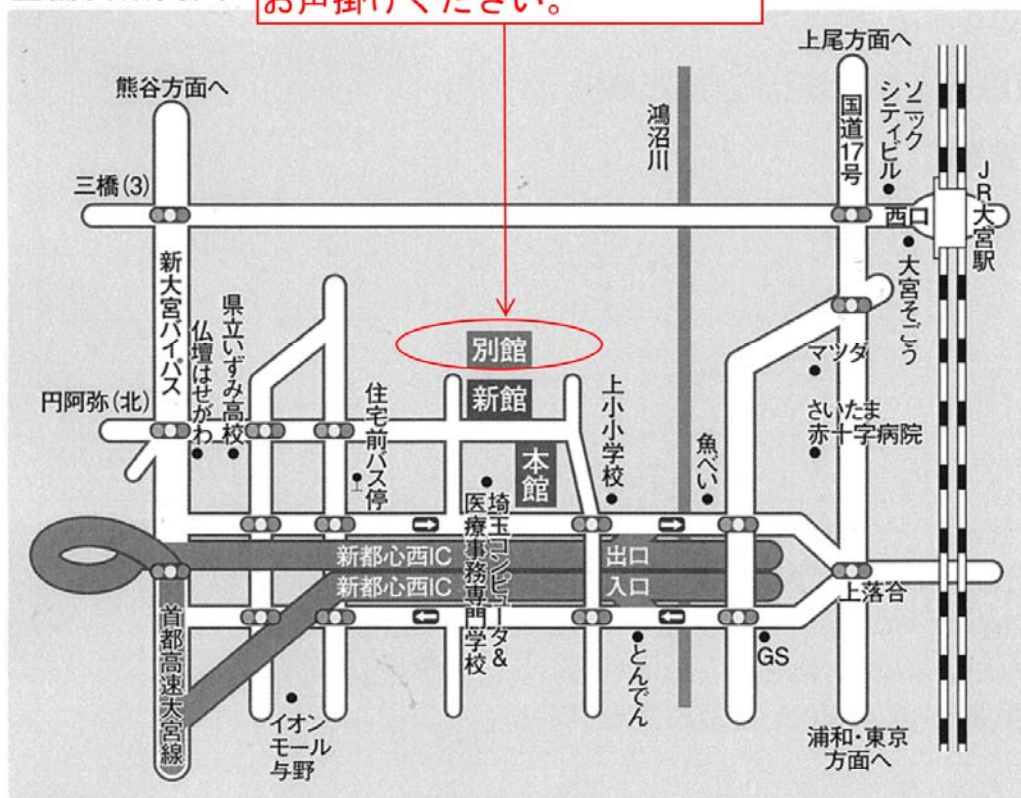 お声掛けください。
上尾方面へ
熊谷方面へ
ソニック
シティビル
国道17号
鴻沼川
JR大宮駅
三橋(3)
西口
新大宮バイパス
大宮そごう
県立いずみ高校
仏壇はせがわ
別館
マツダ
新館
住宅前バス停
上小小学校
円阿弥(北)
さいたま
赤十字病院
魚べい
本館
埼玉コンピュータ&
医療事務専門学校
新都心西IC
出口
新都心西IC
入口
上落合
首都高速大宮線
とんでん
GS
イオン
モール
与野
浦和・東京
方面へ